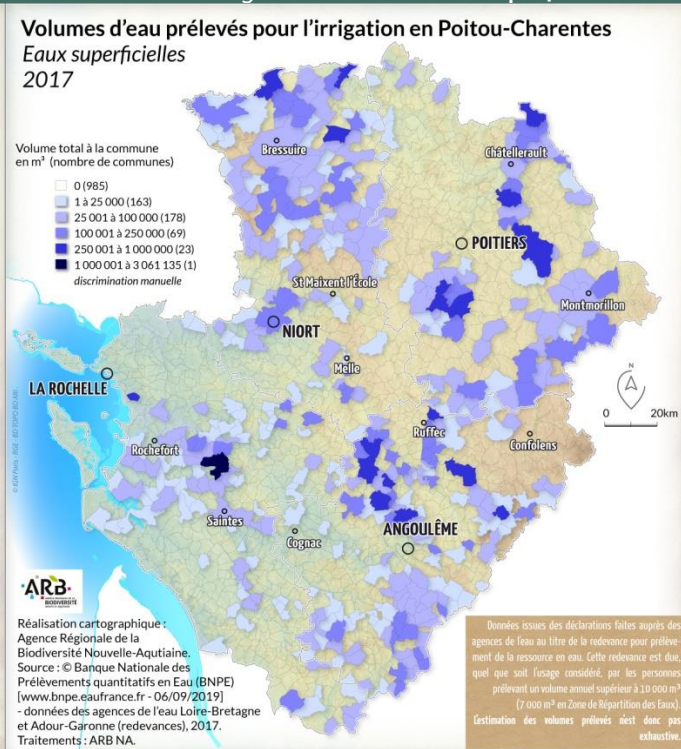 Volumes d'eau prélevés pour l'irrigation en Poitou-Charentes
Eaux superficielles
2017
Volume total à la commune
en m³ (nombre de communes)
0 (985)
1 à 25 000 (163)
25 001 à 100 000 (178)
100 001 à 250 000 (69)
250 001 à 1 000 000 (23)
1 000 001 à 3 061 135 (1)
discrimination manuelle
Bressuire
Châtellerault
POITIERS
St Maixent l'École
Montmorillon
NIORT
Melle
LA ROCHELLE
N
0 20km
Ruffec
Confolens
Rochefort
Saintes
Cognac
ANGOULÊME
ARB
BIODIVERSITÉ
Réalisation cartographique :
Agence Régionale de la
Biodiversité Nouvelle-Aquitaine.
Source : © Banque Nationale des
Prélèvements quantitatifs en Eau (BNPE)
[www.bnpe.eaufrance.fr - 06/09/2019]
- données des agences de l'eau Loire-Bretagne
et Adour-Garonne (redevances), 2017.
Traitements : ARB NA.
Données issues des déclarations faites auprès des
agences de l'eau au titre de la redevance pour prélève-
ment de la ressource en eau. Cette redevance est due,
quel que soit l'usage considéré, par les personnes
prélevant un volume annuel supérieur à 10 000 m³
(7 000 m³ en Zone de Répartition des Eaux).
L'estimation des volumes prélevés n'est donc pas
exhaustive.